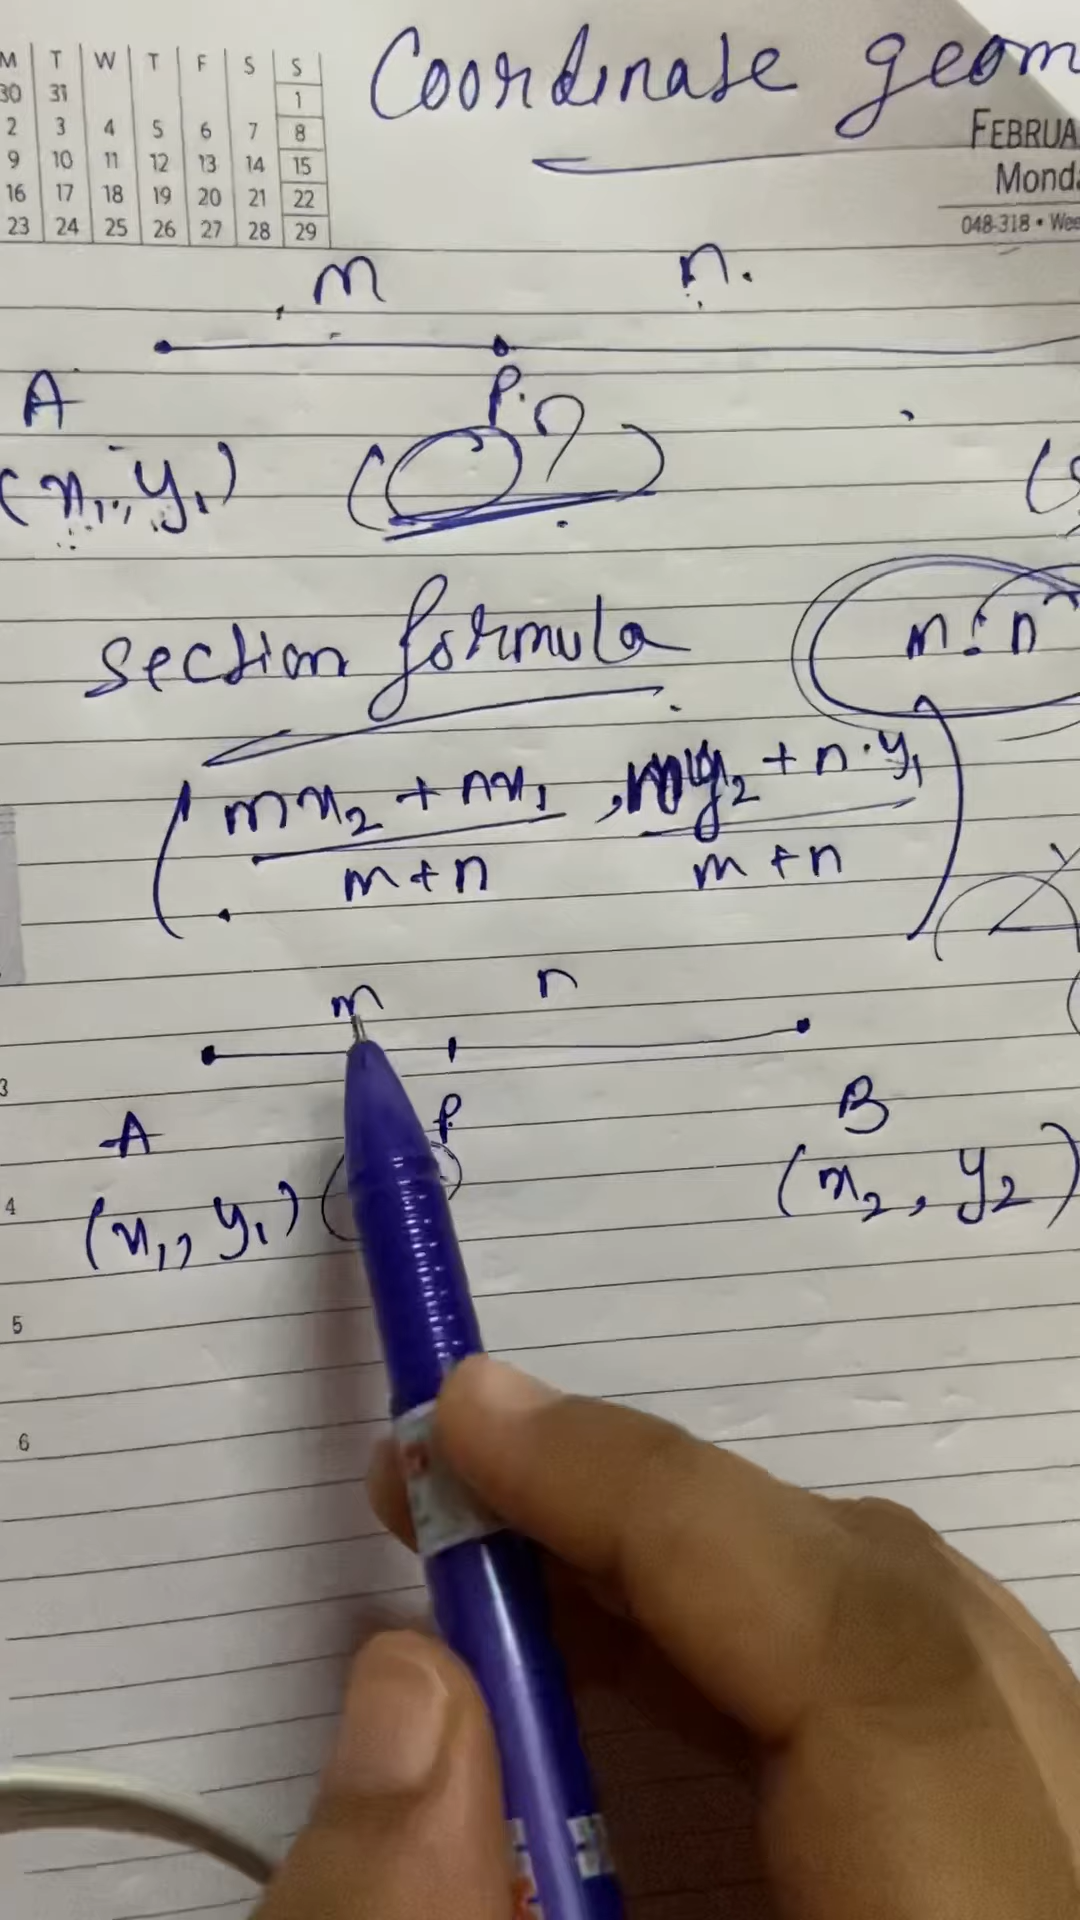 Coordinate geom
M T W T F S S
30 31 1
2 3 4 5 6 7 8
9 10 11 12 13 14 15
16 17 18 19 20 21 22
23 24 25 26 27 28 29
FEBRUA
Monda
048-318 • Wee
m n.
A P. ?
(x₁, y₁) ( ) (
section formula m:n
(mx₂ + nx₁ / m+n , my₂ + n·y₁ / m+n)
m n
3
A P B
4 (x₁, y₁) ( (x₂, y₂)
5
6